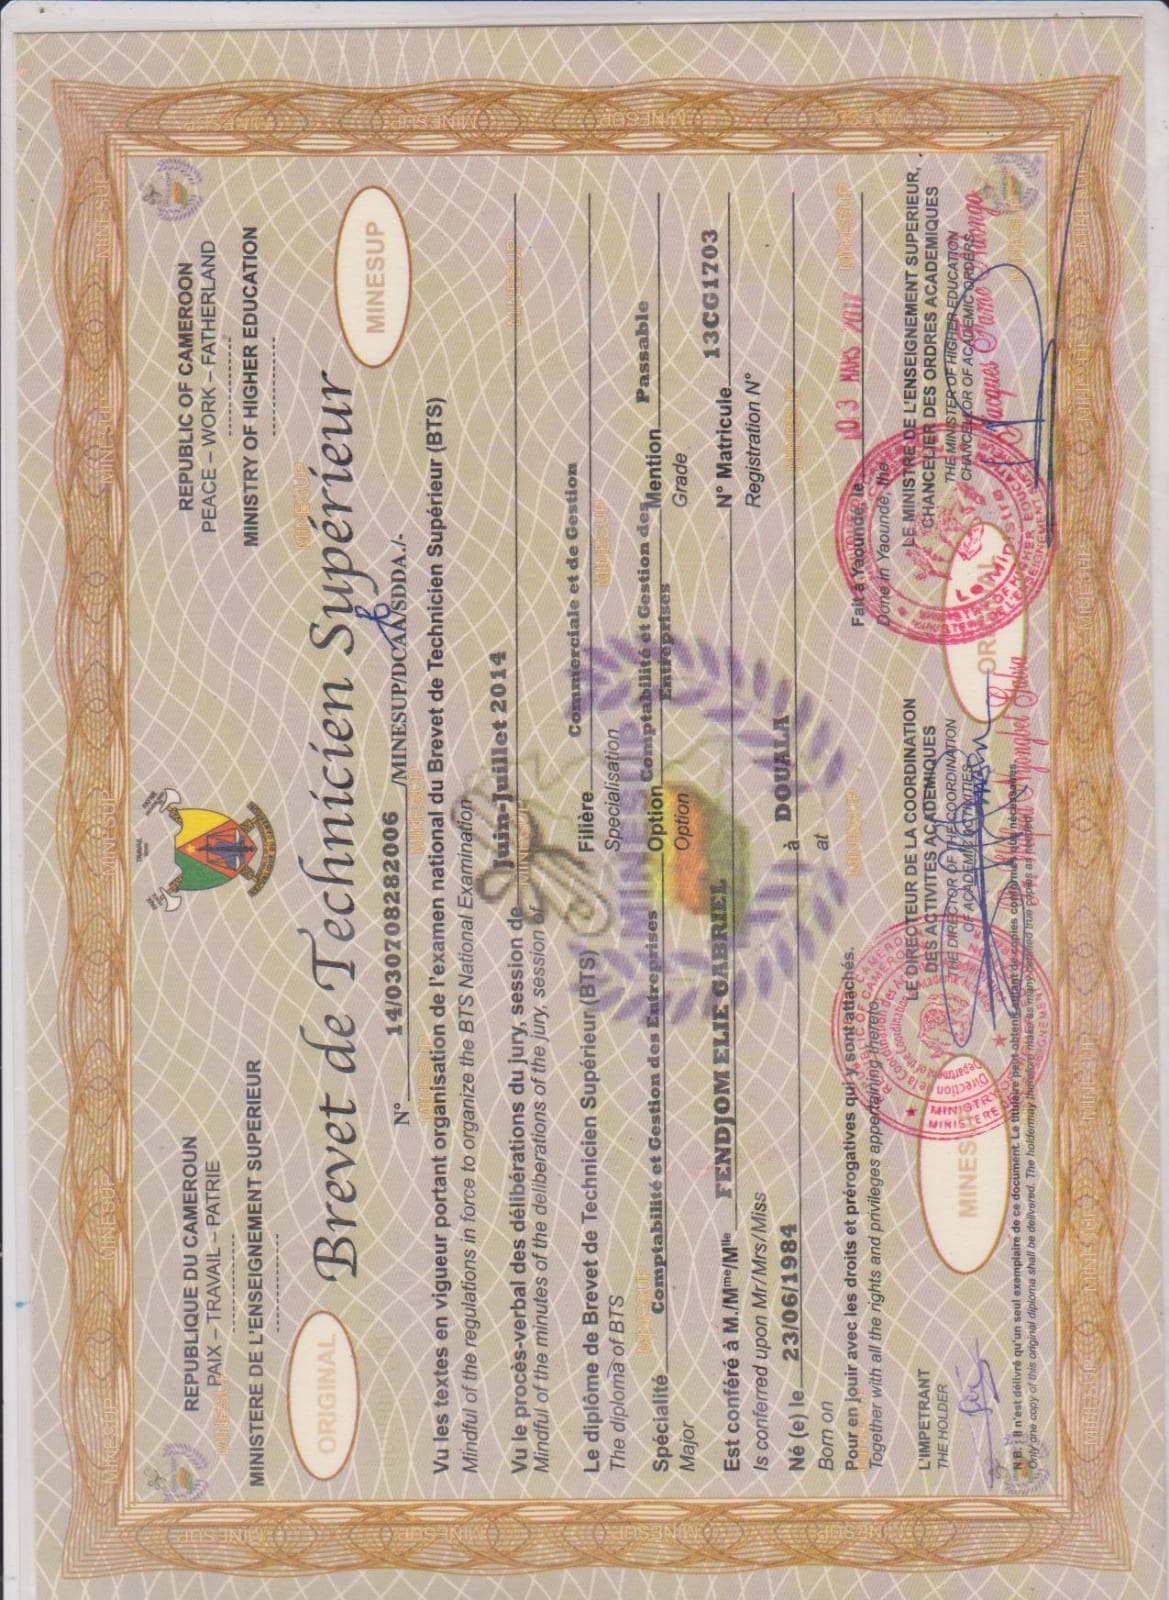 REPUBLIQUE DU CAMEROUN
PAIX – TRAVAIL – PATRIE
MINISTERE DE L'ENSEIGNEMENT SUPERIEUR
REPUBLIC OF CAMEROON
PEACE – WORK – FATHERLAND
MINISTRY OF HIGHER EDUCATION
ORIGINAL
Brevet de Technicien Supérieur
MINESUP
N° 14/030708282006 /MINESUP/DCAA/SDDA./-
Vu les textes en vigueur portant organisation de l'examen national du Brevet de Technicien Supérieur (BTS)
Mindful of the regulations in force to organize the BTS National Examination
Vu le procès-verbal des délibérations du jury, session de Juin-Juillet 2014
Mindful of the minutes of the deliberations of the jury, session of
Le diplôme de Brevet de Technicien Supérieur (BTS) Filière Commerciale et de Gestion
The diploma of BTS Specialisation
Spécialité Comptabilité et Gestion des Entreprises Option Comptabilité et Gestion des Entreprises Mention Passable
Major Option Grade
Est conféré à M./Mme/Mlle FENDJOM ELIE GABRIEL N° Matricule 13CG1703
Is conferred upon Mr/Mrs/Miss Registration N°
Né (e) le 23/06/1984 à DOUALA
Born on at
Pour en jouir avec les droits et prérogatives qui y sont attachés.
Together with all the rights and privileges appertaining thereto.
Fait à Yaoundé, le 03 MARS 2017
Done in Yaoundé, the
L'IMPETRANT
THE HOLDER
LE DIRECTEUR DE LA COORDINATION
DES ACTIVITES ACADEMIQUES
THE DIRECTOR OF THE COORDINATION
OF ACADEMIC ACTIVITIES
LE MINISTRE DE L'ENSEIGNEMENT SUPERIEUR,
CHANCELIER DES ORDRES ACADEMIQUES
THE MINISTER OF HIGHER EDUCATION
CHANCELLOR OF ACADEMIC ORDERS
Jacques Fame Ndongo
N.B. : Il n'est délivré qu'un seul exemplaire de ce document. Le titulaire peut obtenir autant de copies conformes que nécessaires.
Only one copy of this original diploma shall be delivered. The holder may therefore make as many certified true copies as needed.